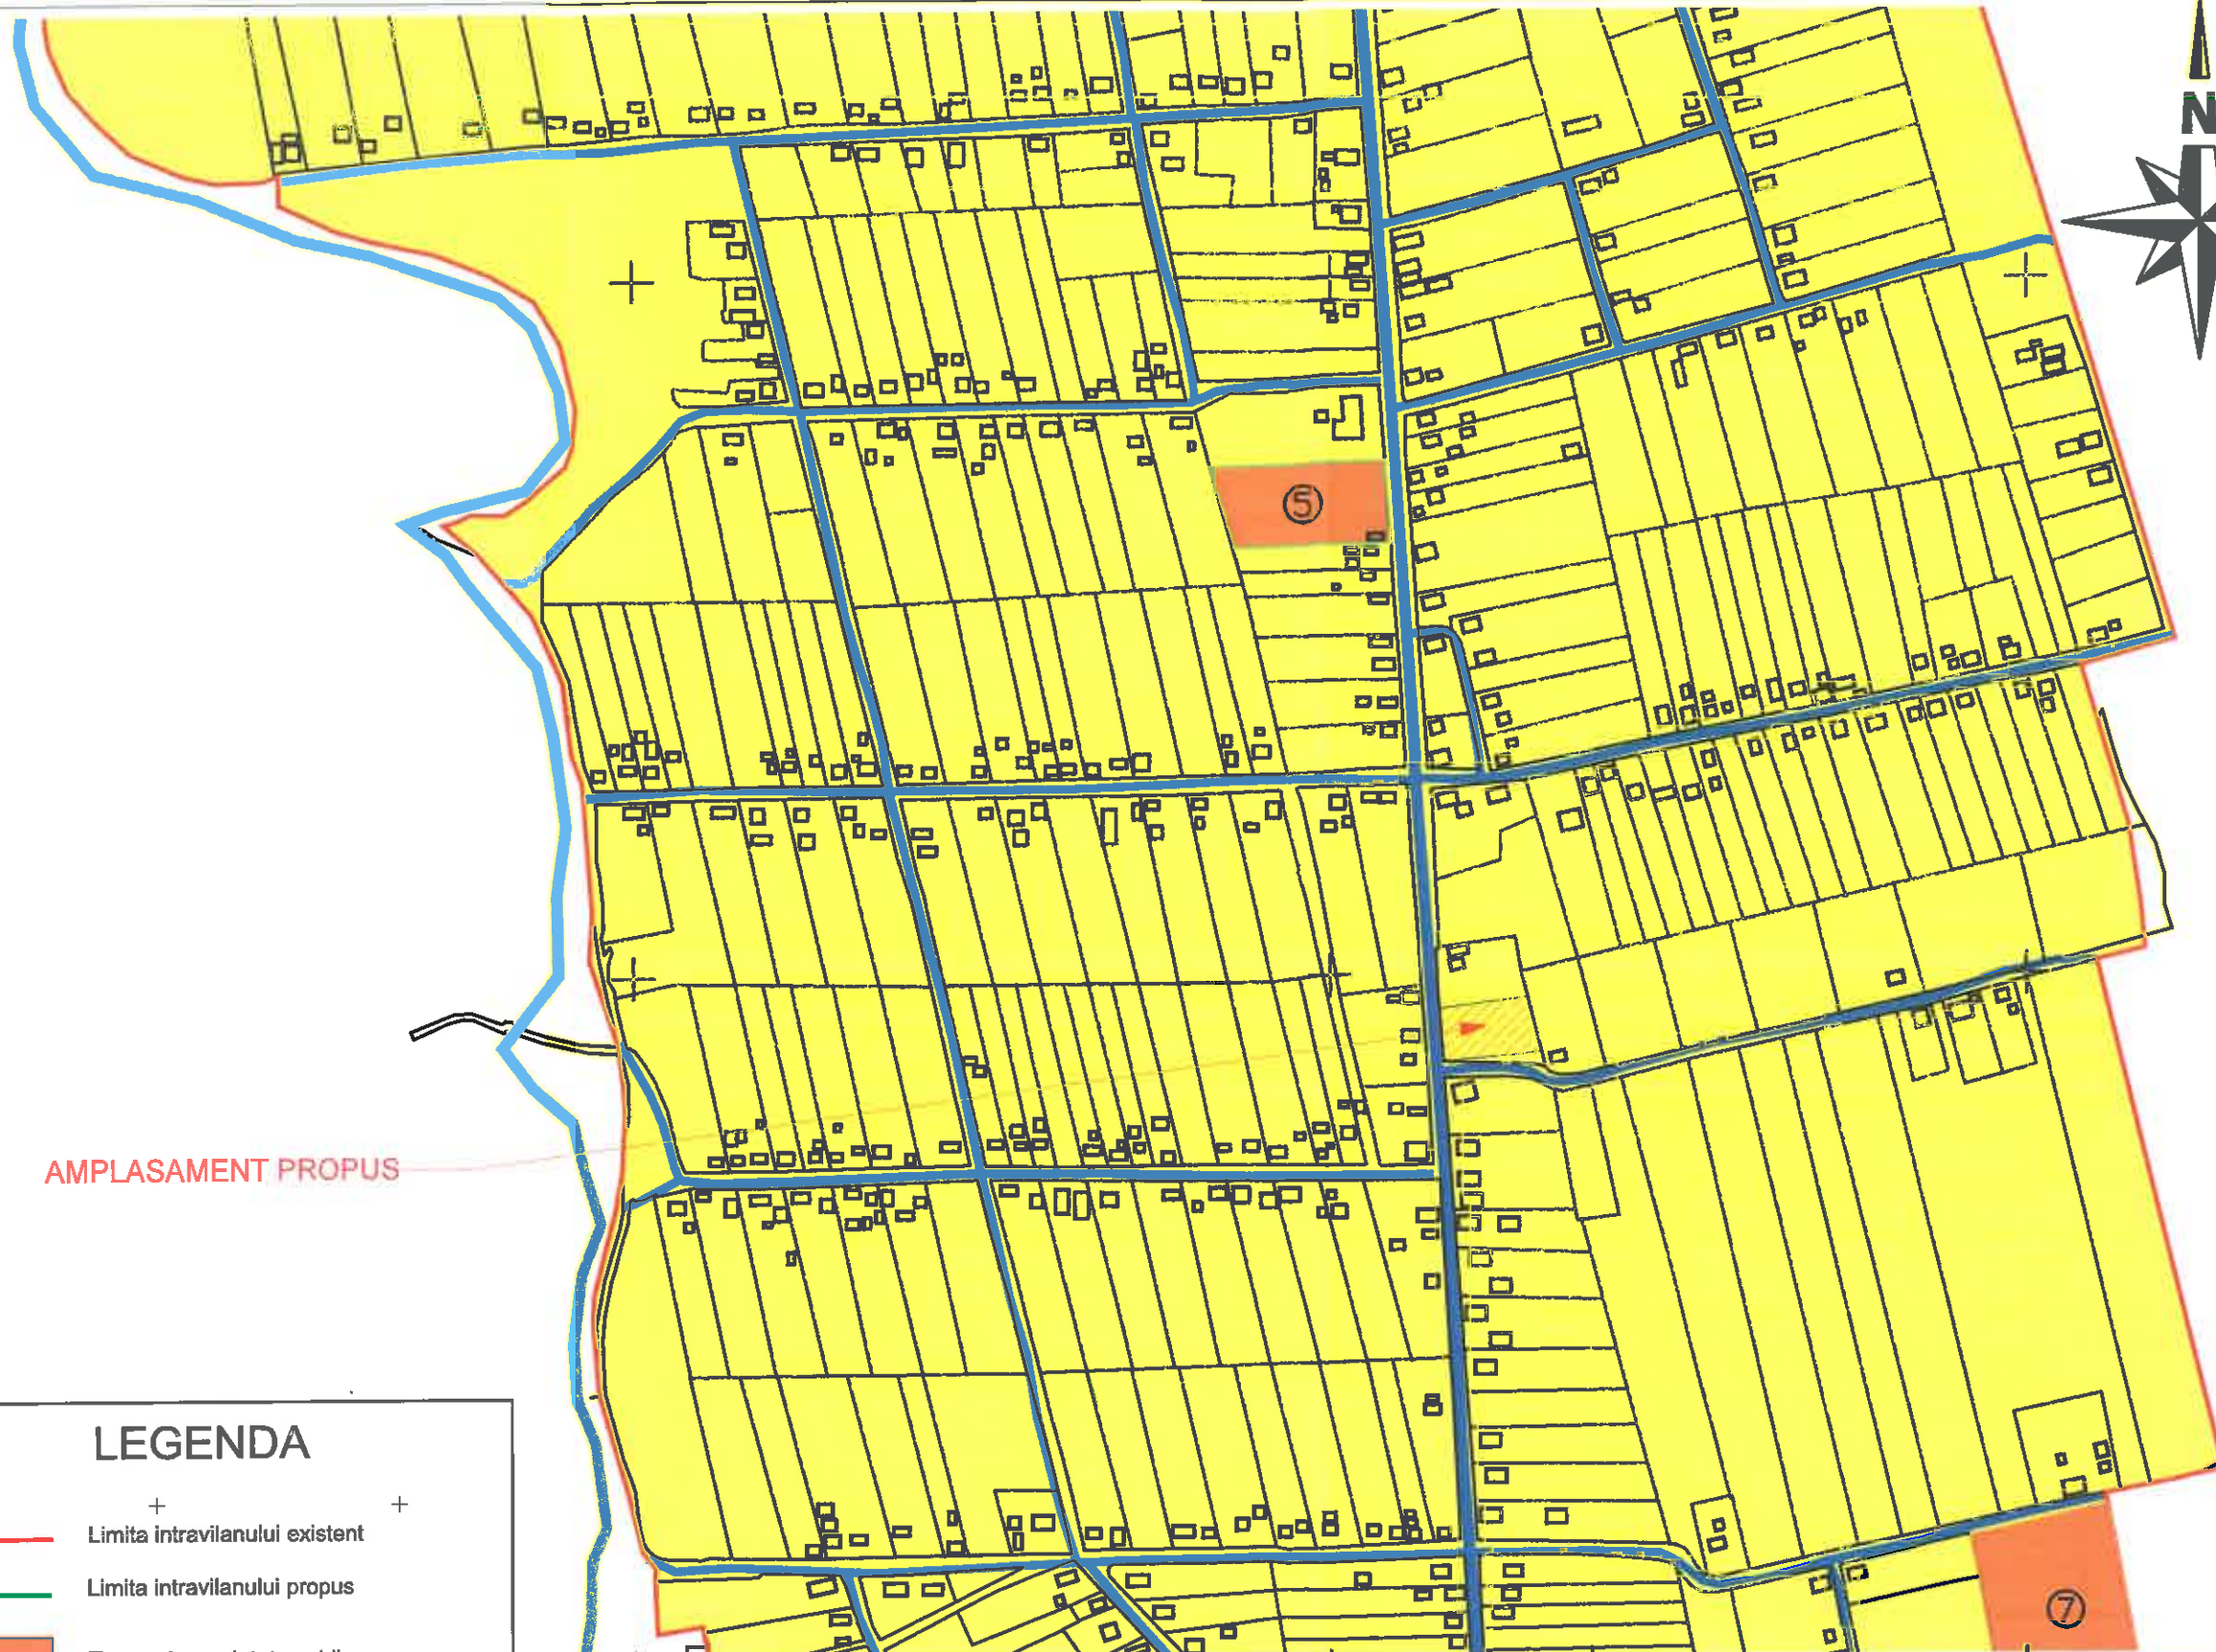 N
⑤
AMPLASAMENT PROPUS
LEGENDA
Limita intravilanului existent
Limita intravilanului propus
⑦